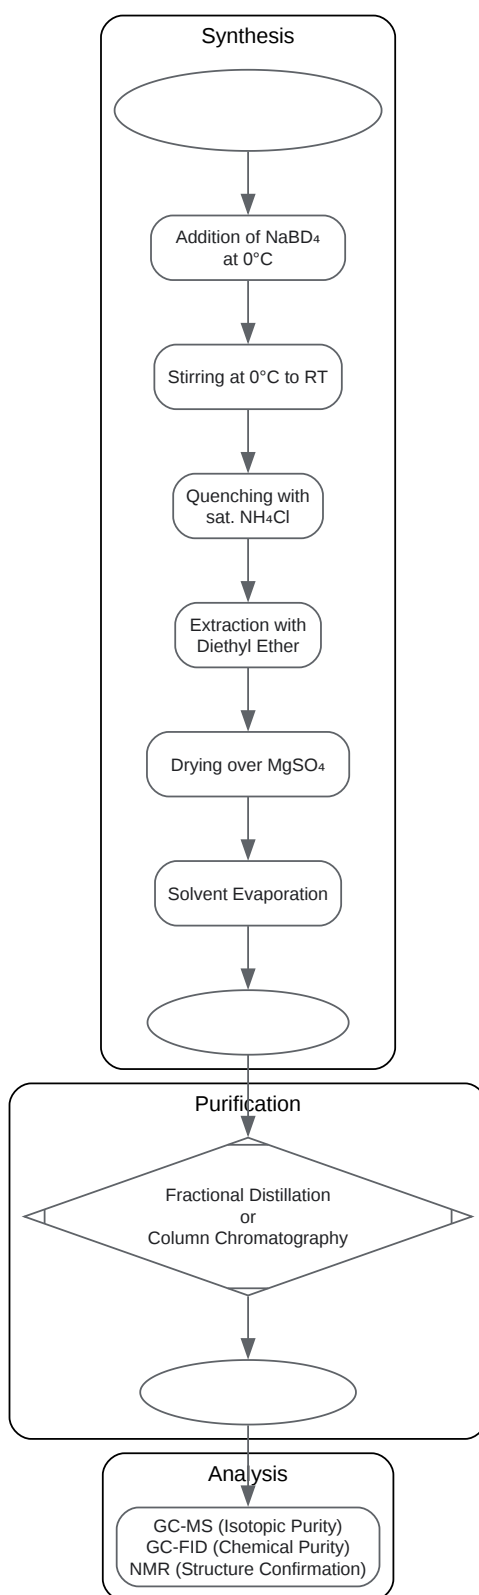 Synthesis
Addition of NaBD₄
at 0°C
Stirring at 0°C to RT
Quenching with
sat. NH₄Cl
Extraction with
Diethyl Ether
Drying over MgSO₄
Solvent Evaporation
Purification
Fractional Distillation
or
Column Chromatography
Analysis
GC-MS (Isotopic Purity)
GC-FID (Chemical Purity)
NMR (Structure Confirmation)